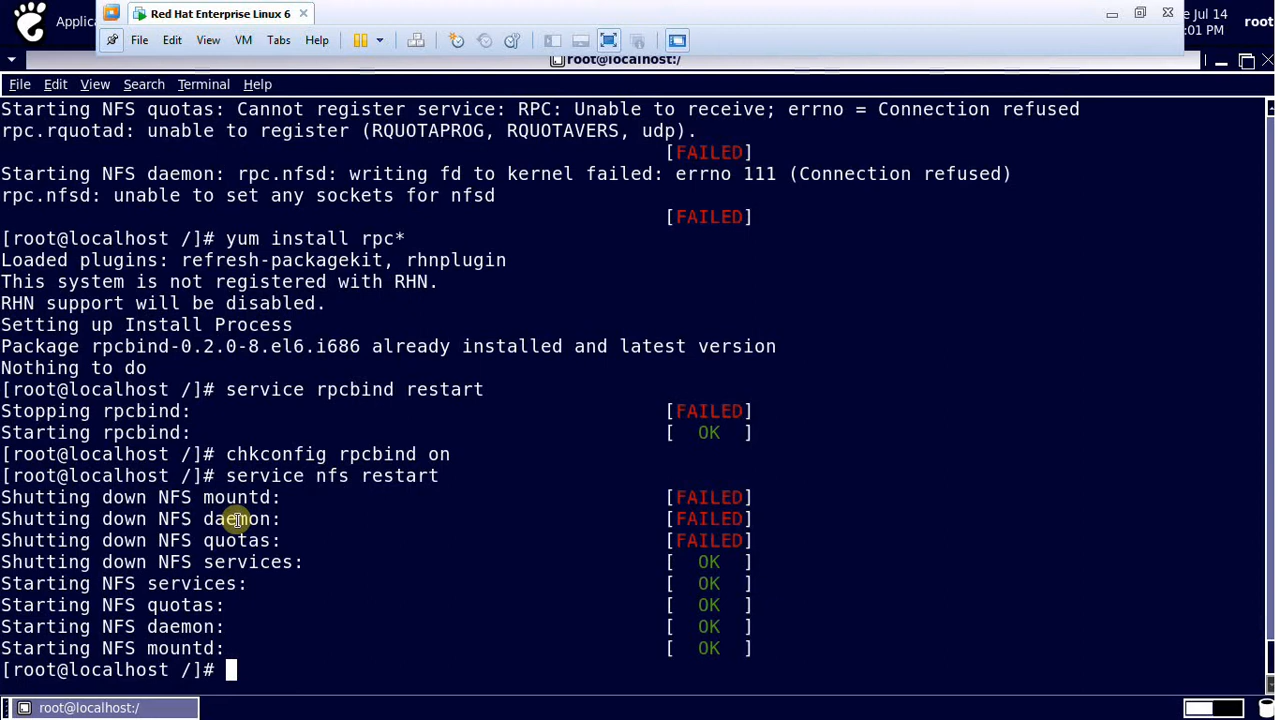 Applica
Red Hat Enterprise Linux 6
e Jul 14
:01 PM
root
File Edit View VM Tabs Help
root@localhost:/
File Edit View Search Terminal Help
Starting NFS quotas: Cannot register service: RPC: Unable to receive; errno = Connection refused
rpc.rquotad: unable to register (RQUOTAPROG, RQUOTAVERS, udp).
[FAILED]
Starting NFS daemon: rpc.nfsd: writing fd to kernel failed: errno 111 (Connection refused)
rpc.nfsd: unable to set any sockets for nfsd
[FAILED]
[root@localhost /]# yum install rpc*
Loaded plugins: refresh-packagekit, rhnplugin
This system is not registered with RHN.
RHN support will be disabled.
Setting up Install Process
Package rpcbind-0.2.0-8.el6.i686 already installed and latest version
Nothing to do
[root@localhost /]# service rpcbind restart
Stopping rpcbind: [FAILED]
Starting rpcbind: [ OK ]
[root@localhost /]# chkconfig rpcbind on
[root@localhost /]# service nfs restart
Shutting down NFS mountd: [FAILED]
Shutting down NFS daemon: [FAILED]
Shutting down NFS quotas: [FAILED]
Shutting down NFS services: [ OK ]
Starting NFS services: [ OK ]
Starting NFS quotas: [ OK ]
Starting NFS daemon: [ OK ]
Starting NFS mountd: [ OK ]
[root@localhost /]#
root@localhost:/